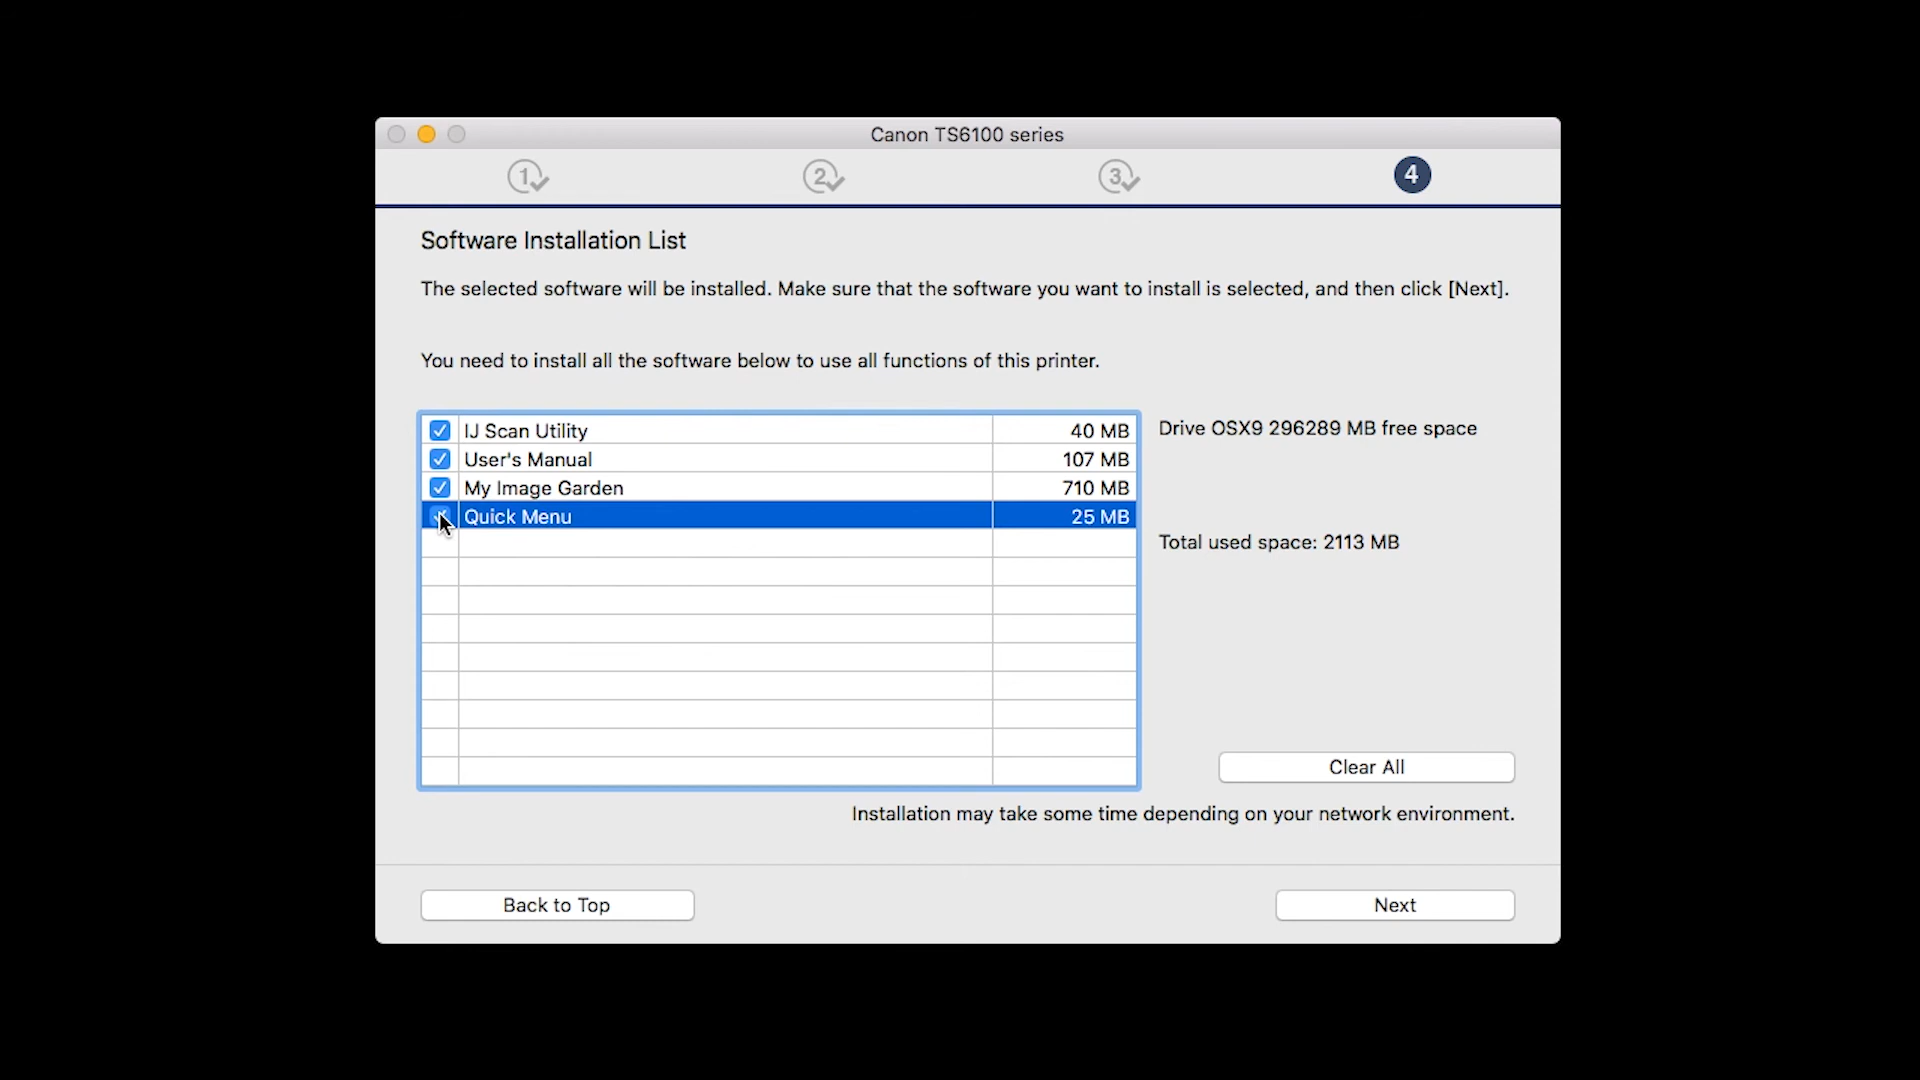 Canon TS6100 series
1 2 3 4
Software Installation List
The selected software will be installed. Make sure that the software you want to install is selected, and then click [Next].
You need to install all the software below to use all functions of this printer.
IJ Scan Utility 40 MB
User's Manual 107 MB
My Image Garden 710 MB
Quick Menu 25 MB
Drive OSX9 296289 MB free space
Total used space: 2113 MB
Clear All
Installation may take some time depending on your network environment.
Back to Top
Next